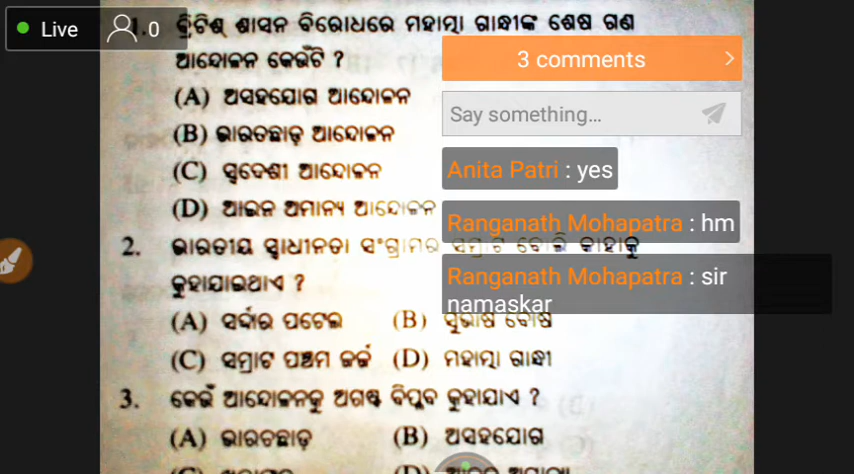 Live 0
1. ବ୍ରିଟିଶ୍ ଶାସନ ବିରୋଧରେ ମହାତ୍ମା ଗାନ୍ଧୀଙ୍କ ଶେଷ ଗଣ
ଆନ୍ଦୋଳନ କେଉଁଟି ?
3 comments
(A) ଅସହଯୋଗ ଆନ୍ଦୋଳନ
Say something...
(B) ଭାରତଛାଡ଼ ଆନ୍ଦୋଳନ
(C) ସ୍ୱଦେଶୀ ଆନ୍ଦୋଳନ
Anita Patri : yes
(D) ଆଇନ ଅମାନ୍ୟ ଆନ୍ଦୋଳନ
Ranganath Mohapatra : hm
2. ଭାରତୀୟ ସ୍ୱାଧୀନତା ସଂଗ୍ରାମର ସମ୍ରାଟ ବୋଲି କାହାକୁ
କୁହାଯାଇଥାଏ ?
Ranganath Mohapatra : sir
namaskar
(A) ସର୍ଦ୍ଦାର ପଟେଲ (B) ସୁଭାଷ ବୋଷ
(C) ସମ୍ରାଟ ପଞ୍ଚମ ଜର୍ଜ (D) ମହାତ୍ମା ଗାନ୍ଧୀ
3. କେଉଁ ଆନ୍ଦୋଳନକୁ ଅଗଷ୍ଟ ବିପ୍ଳବ କୁହାଯାଏ ?
(A) ଭାରତଛାଡ଼ (B) ଅସହଯୋଗ